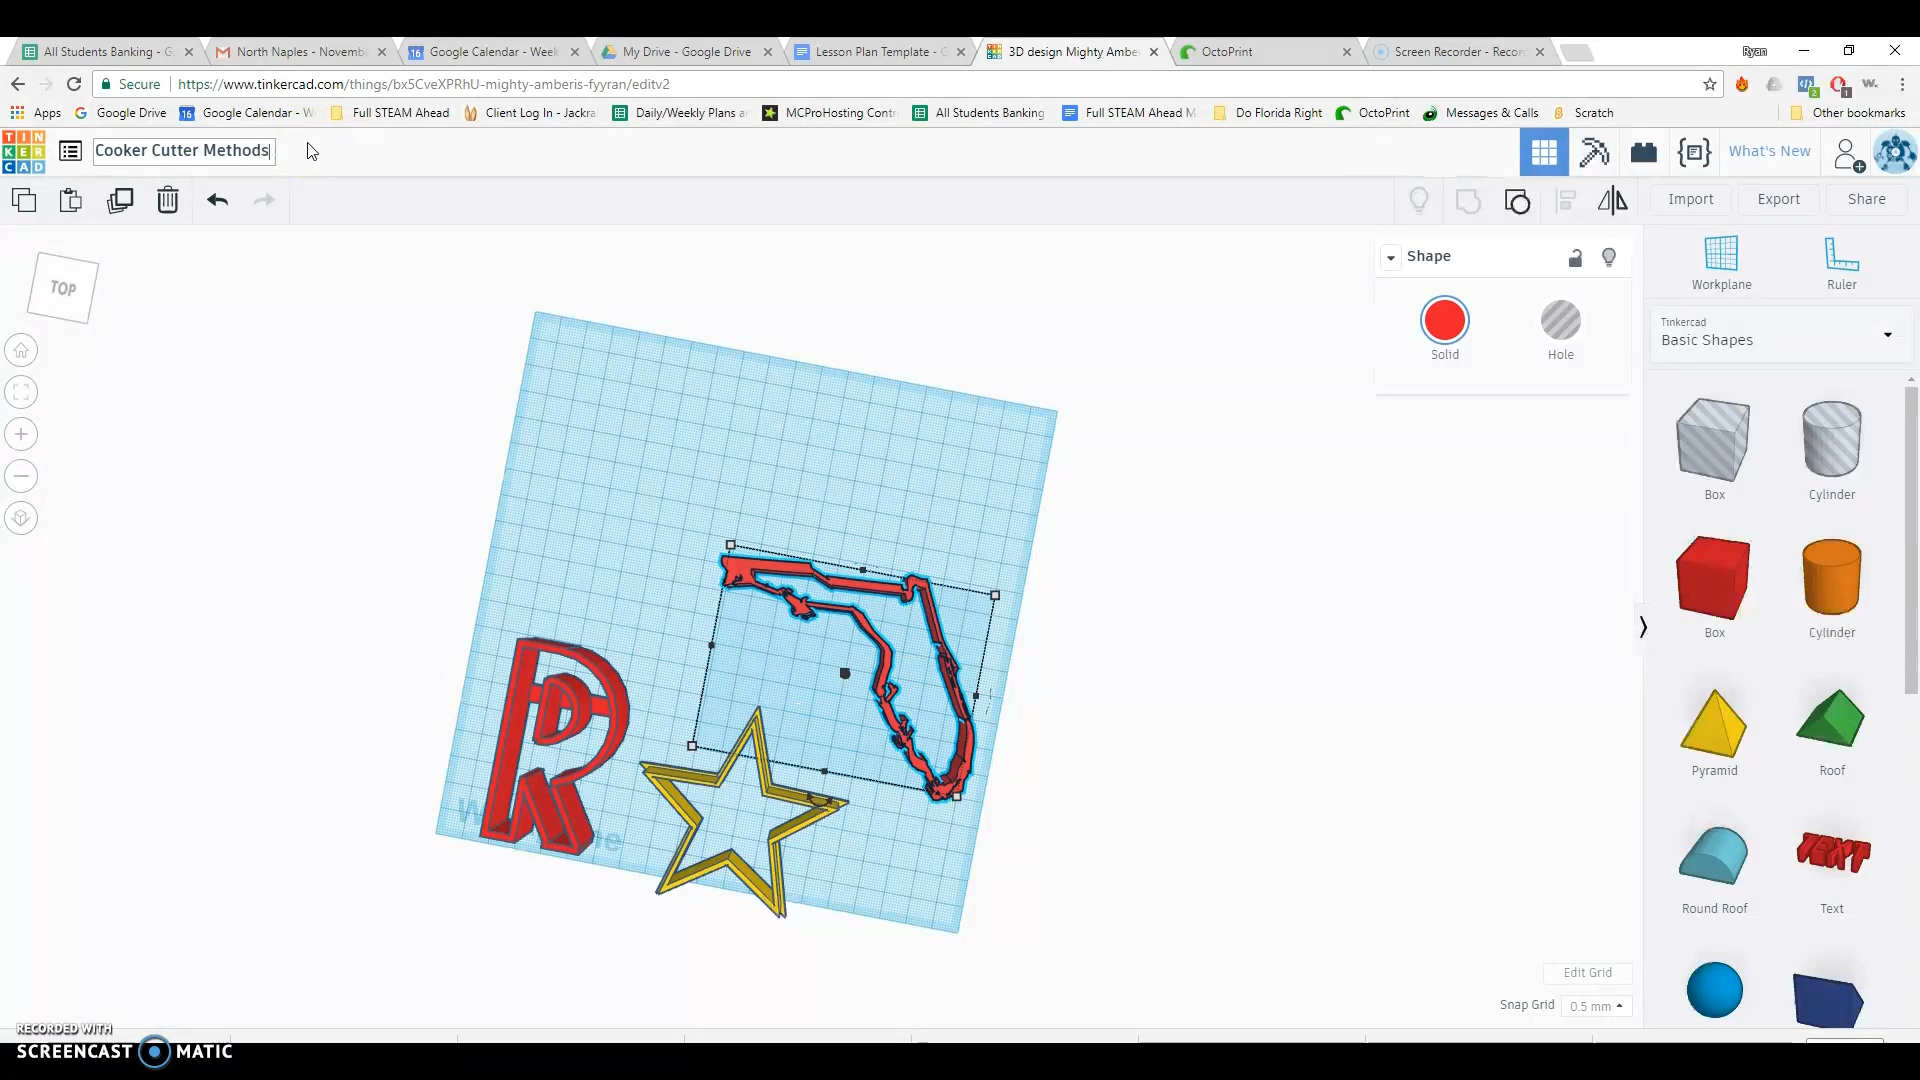 All Students Banking - G
North Naples - Novemb
Google Calendar - Week
My Drive - Google Drive
Lesson Plan Template - G
3D design Mighty Ambe
OctoPrint
Screen Recorder - Recor
Ryan
Secure
https://www.tinkercad.com/things/bx5CveXPRhU-mighty-amberis-fyyran/editv2
Apps
Google Drive
Google Calendar - W
Full STEAM Ahead
Client Log In - Jackra
Daily/Weekly Plans a
MCProHosting Contr
All Students Banking
Full STEAM Ahead M
Do Florida Right
OctoPrint
Messages & Calls
Scratch
Other bookmarks
TIN
KER
CAD
Cooker Cutter Methods
What's New
Import
Export
Share
TOP
Shape
Solid
Hole
Workplane
Ruler
Tinkercad
Basic Shapes
Box
Cylinder
Box
Cylinder
Pyramid
Roof
TEXT
Round Roof
Text
Edit Grid
Snap Grid
0.5 mm
RECORDED WITH
SCREENCAST MATIC